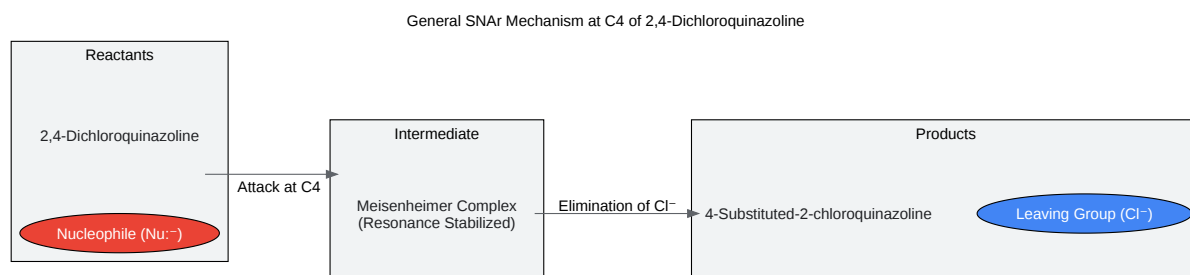 General SNAr Mechanism at C4 of 2,4-Dichloroquinazoline
Reactants
2,4-Dichloroquinazoline
Nucleophile (Nu:⁻)
Attack at C4
Intermediate
Meisenheimer Complex
(Resonance Stabilized)
Elimination of Cl⁻
Products
4-Substituted-2-chloroquinazoline
Leaving Group (Cl⁻)